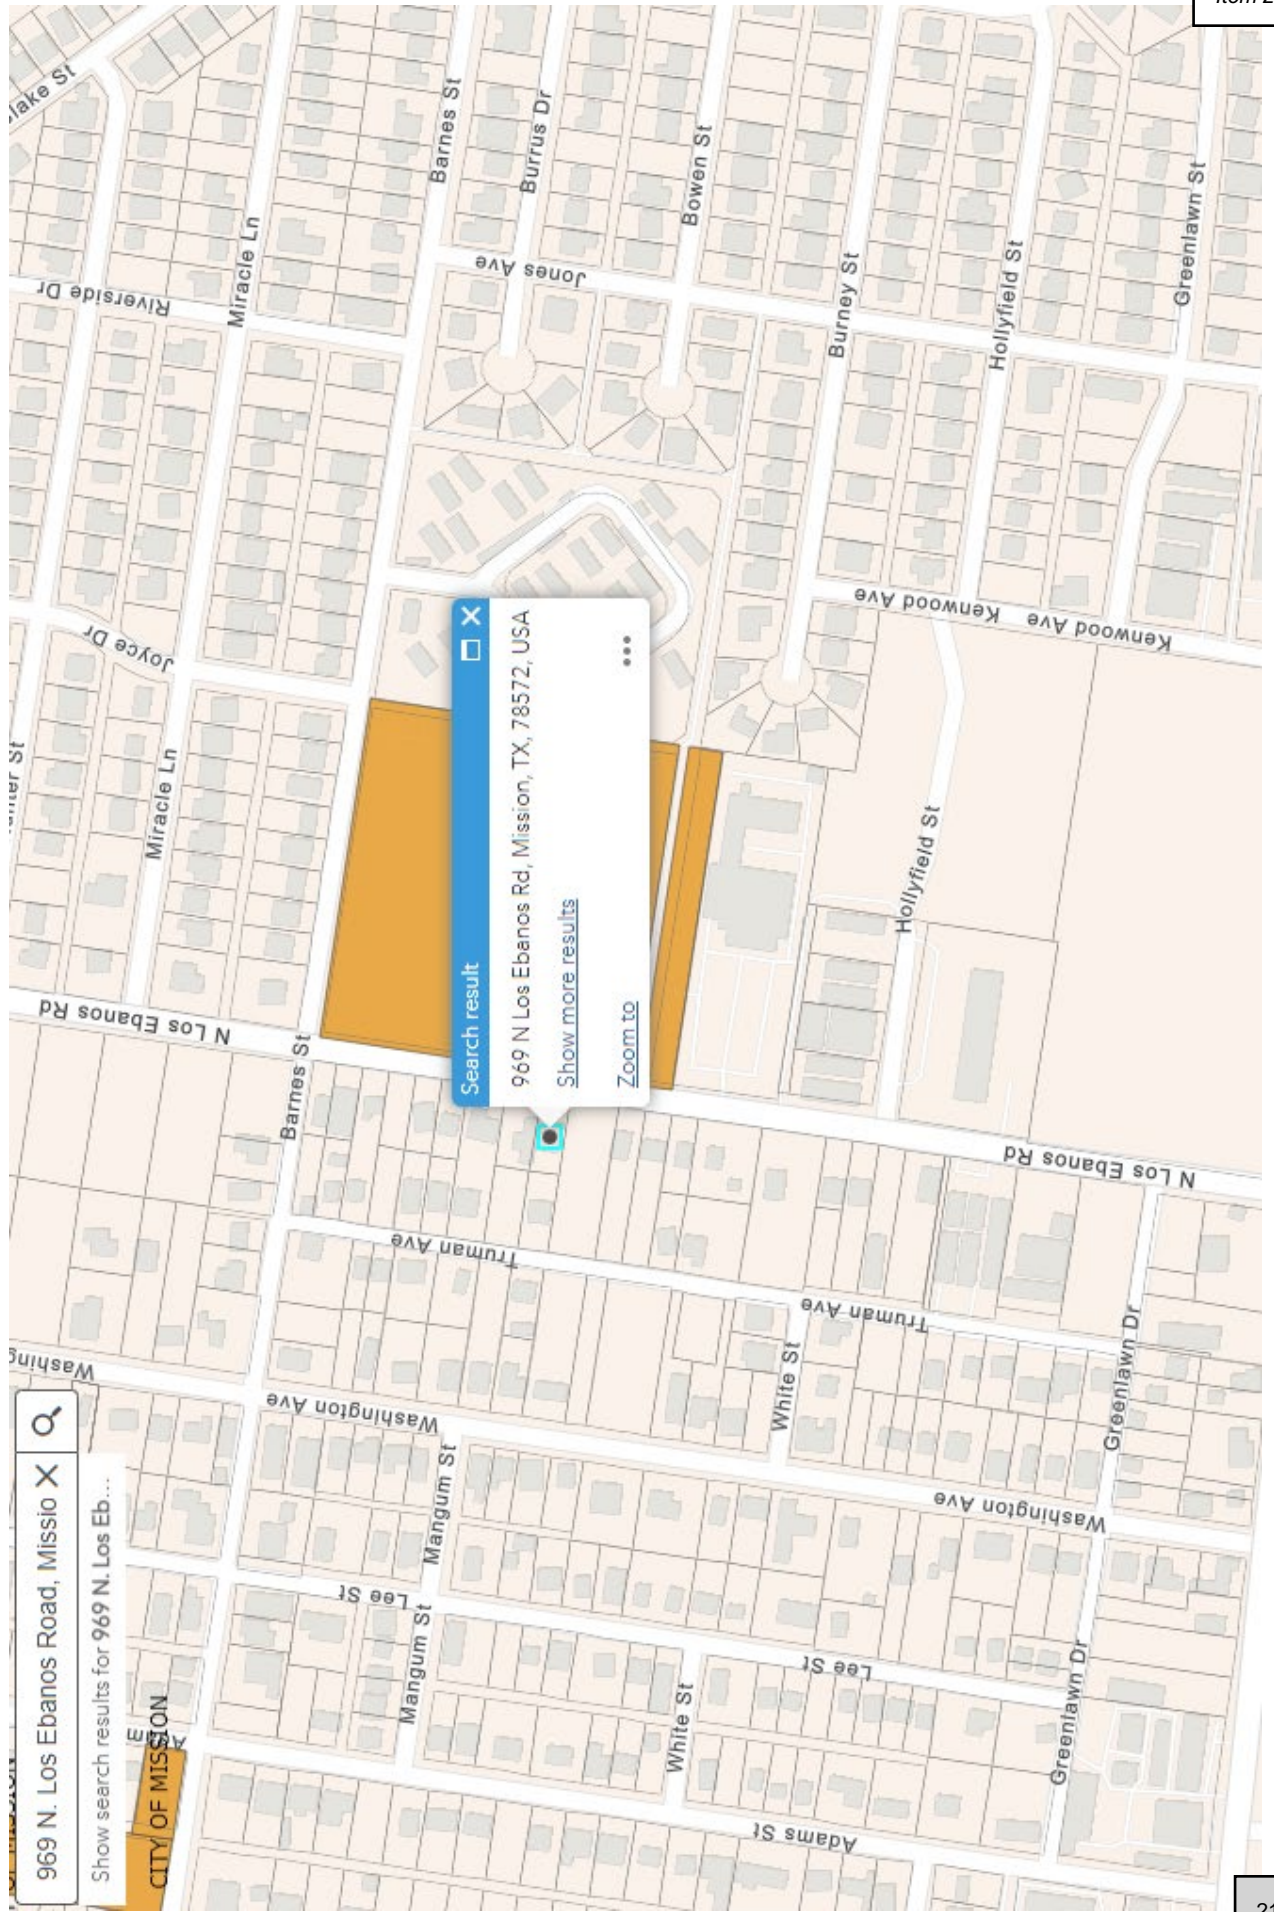 Item 2
969 N. Los Ebanos Road, Missio
Show search results for 969 N. Los Eb...
CITY OF MISSION
Search result
969 N Los Ebanos Rd, Mission, TX, 78572, USA
Show more results
Zoom to
Riverside Dr
Miracle Ln
Barnes St
Burrus Dr
Bowen St
Jones Ave
Burney St
Hollyfield St
Greenlawn St
Joyce Dr
Miracle Ln
Kenwood Ave
Kenwood Ave
Hollyfield St
N Los Ebanos Rd
Barnes St
N Los Ebanos Rd
Truman Ave
Truman Ave
White St
Greenlawn Dr
Washington Ave
Mangum St
Washington Ave
Lee St
Mangum St
Lee St
White St
Greenlawn Dr
Adams St
21